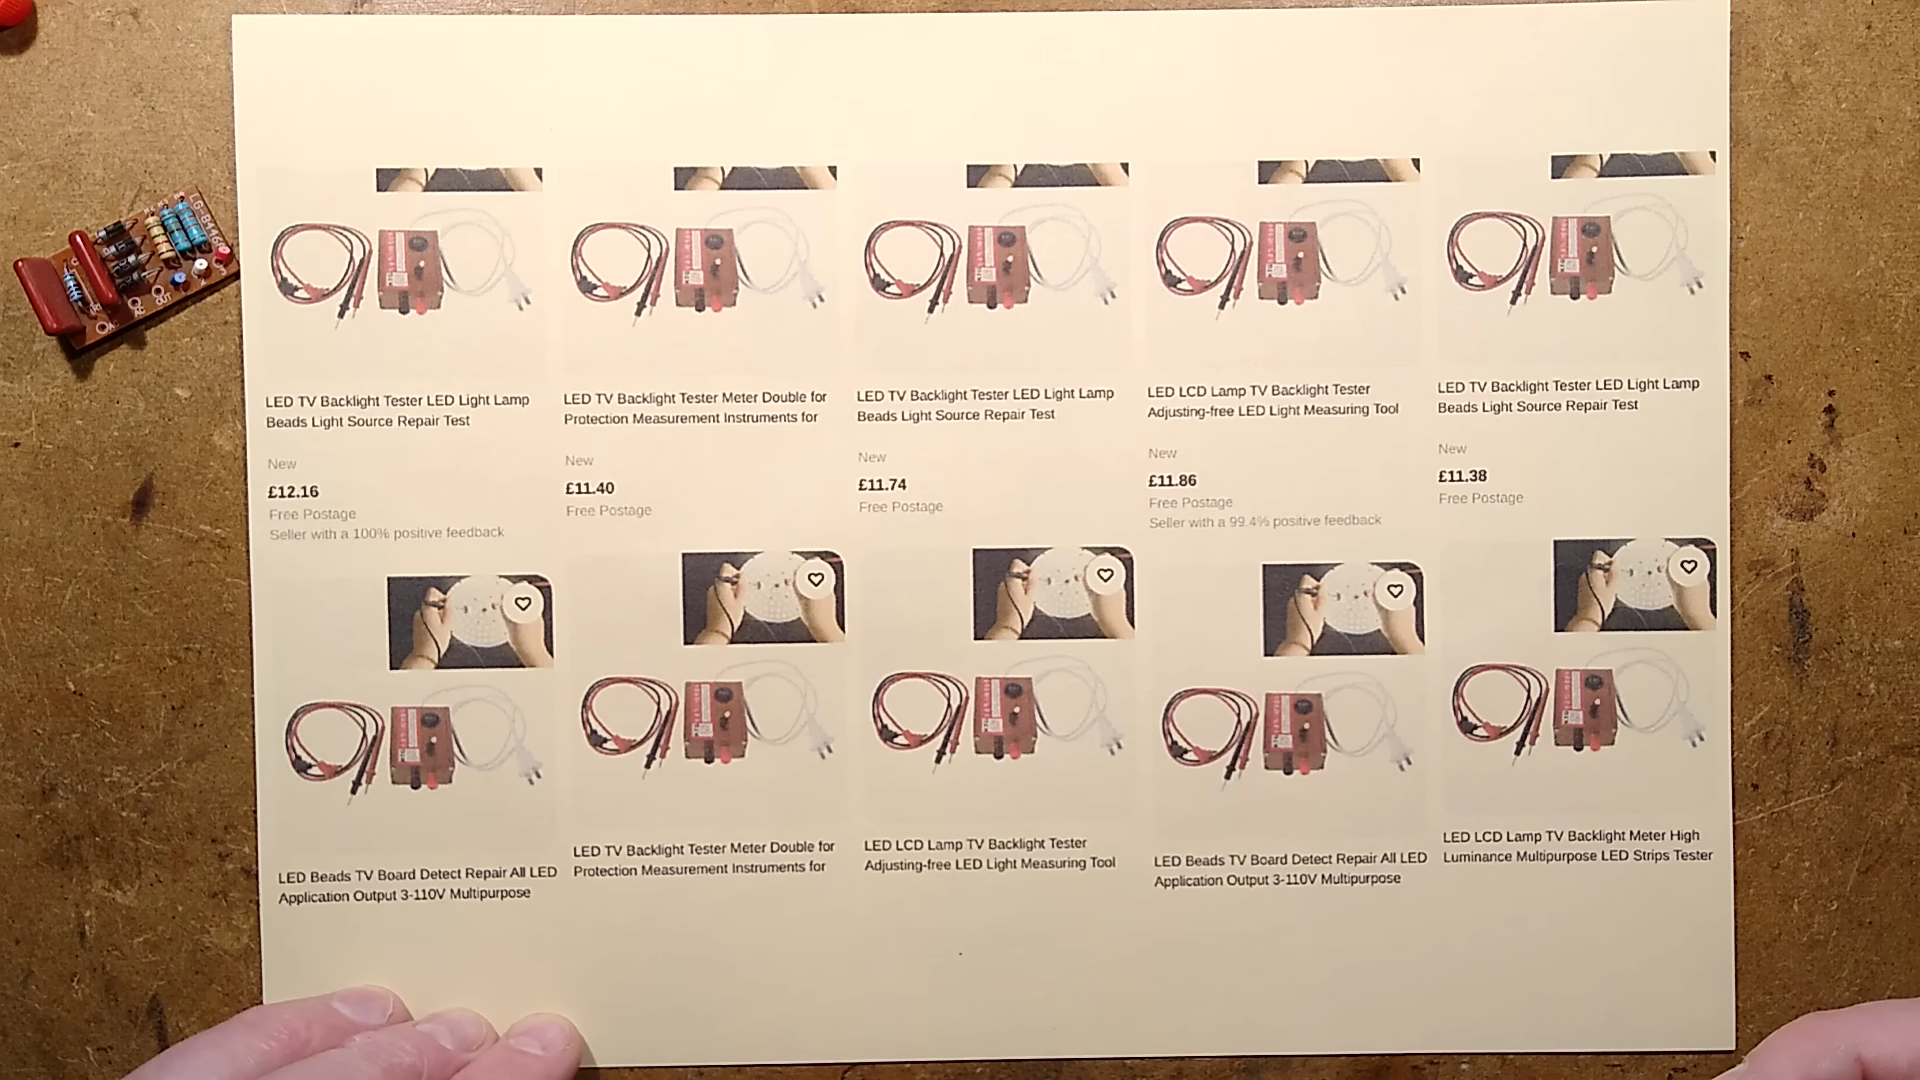 LED TV Backlight Tester LED Light Lamp
Beads Light Source Repair Test
New
£12.16
Free Postage
Seller with a 100% positive feedback
LED TV Backlight Tester Meter Double for
Protection Measurement Instruments for
New
£11.40
Free Postage
LED TV Backlight Tester LED Light Lamp
Beads Light Source Repair Test
New
£11.74
Free Postage
LED LCD Lamp TV Backlight Tester
Adjusting-free LED Light Measuring Tool
New
£11.86
Free Postage
Seller with a 99.4% positive feedback
LED TV Backlight Tester LED Light Lamp
Beads Light Source Repair Test
New
£11.38
Free Postage
LED Beads TV Board Detect Repair All LED
Application Output 3-110V Multipurpose
LED TV Backlight Tester Meter Double for
Protection Measurement Instruments for
LED LCD Lamp TV Backlight Tester
Adjusting-free LED Light Measuring Tool
LED Beads TV Board Detect Repair All LED
Application Output 3-110V Multipurpose
LED LCD Lamp TV Backlight Meter High
Luminance Multipurpose LED Strips Tester
OUT